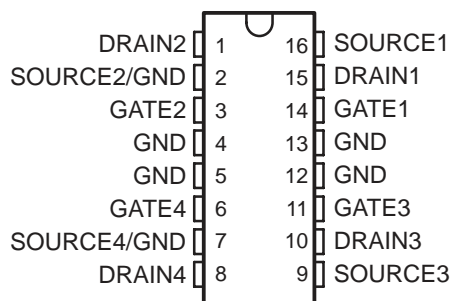 DRAIN2 1 16 SOURCE1
SOURCE2/GND 2 15 DRAIN1
GATE2 3 14 GATE1
GND 4 13 GND
GND 5 12 GND
GATE4 6 11 GATE3
SOURCE4/GND 7 10 DRAIN3
DRAIN4 8 9 SOURCE3